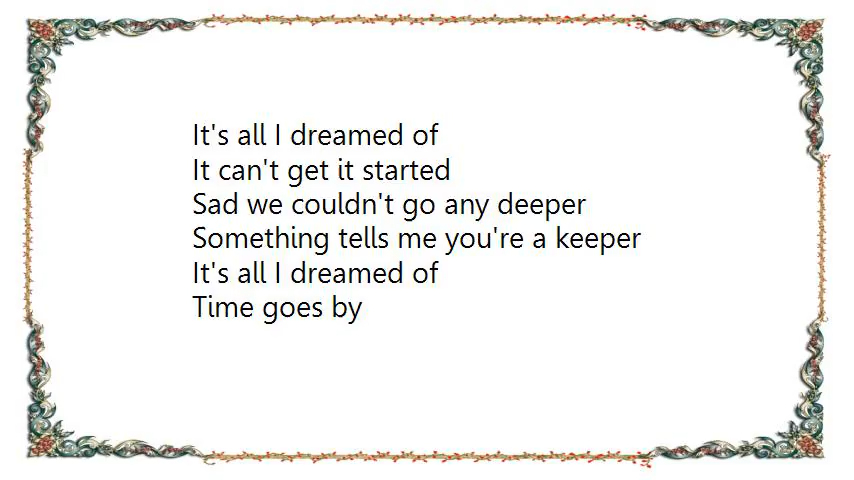 It's all I dreamed of
It can't get it started
Sad we couldn't go any deeper
Something tells me you're a keeper
It's all I dreamed of
Time goes by